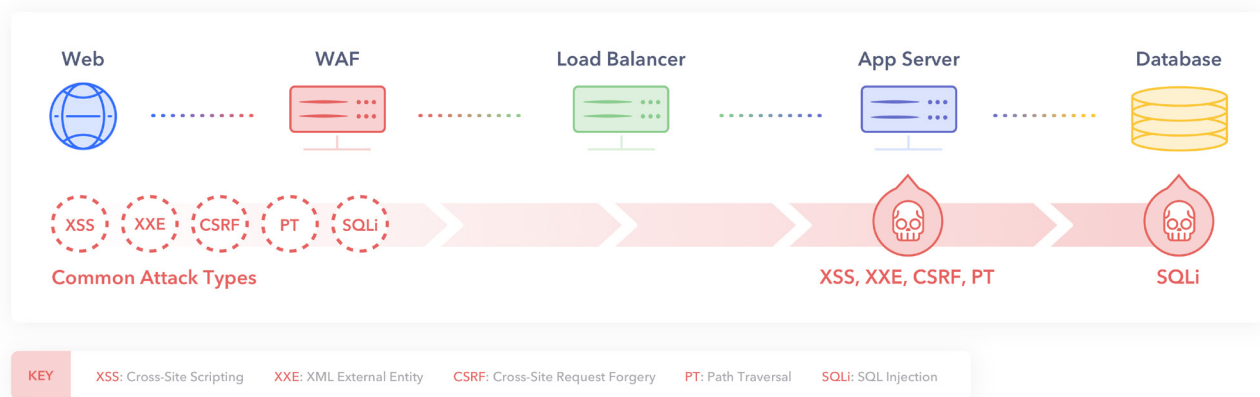 Web
WAF
Load Balancer
App Server
Database
XSS
XXE
CSRF
PT
SQLi
Common Attack Types
XSS, XXE, CSRF, PT
SQLi
KEY
XSS: Cross-Site Scripting
XXE: XML External Entity
CSRF: Cross-Site Request Forgery
PT: Path Traversal
SQLi: SQL Injection